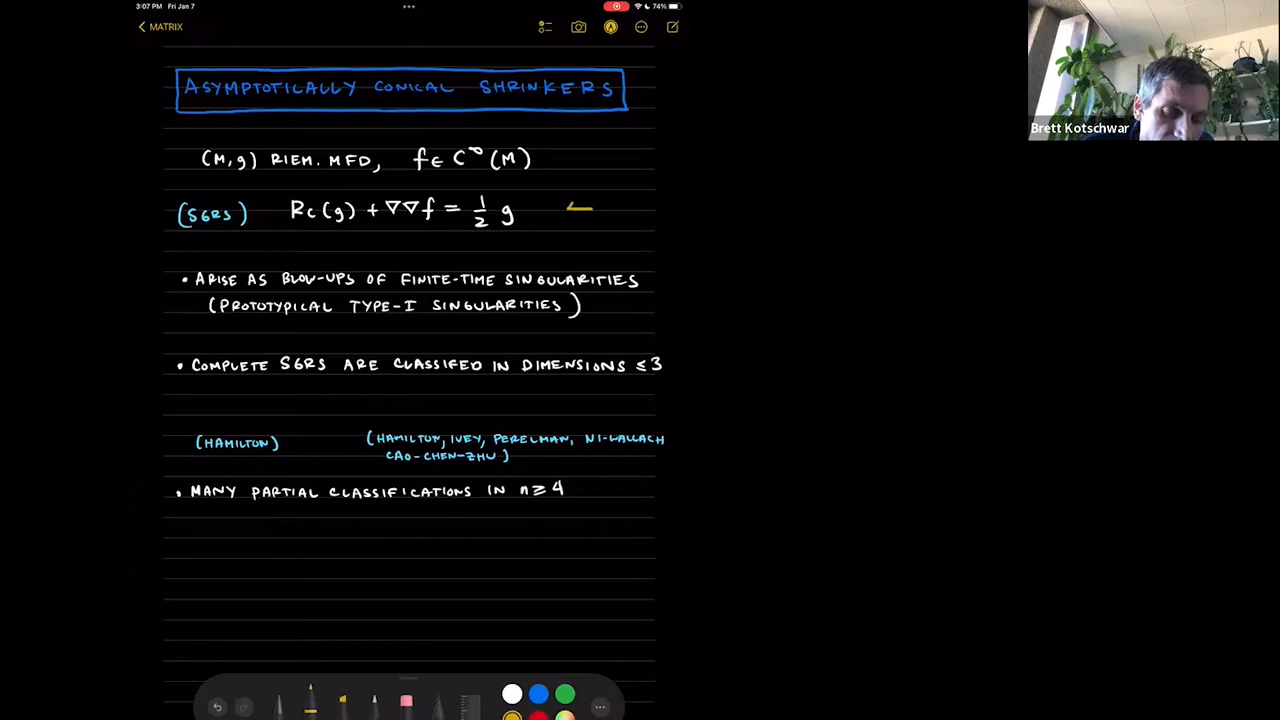 3:07 PM Fri Jan 7
74%
MATRIX
ASYMPTOTICALLY CONICAL SHRINKERS
(M,g) RIEM. MFD, f ∈ C^∞(M)
(SGRS) Rc(g) + ∇∇f = 1/2 g
• ARISE AS BLOW-UPS OF FINITE-TIME SINGULARITIES
(PROTOTYPICAL TYPE-I SINGULARITIES)
• COMPLETE SGRS ARE CLASSIFED IN DIMENSIONS ≤ 3
(HAMILTON) (HAMILTON, IVEY, PERELMAN, NI-WALLACH
CAO-CHEN-ZHU)
• MANY PARTIAL CLASSIFICATIONS IN n ≥ 4
Brett Kotschwar